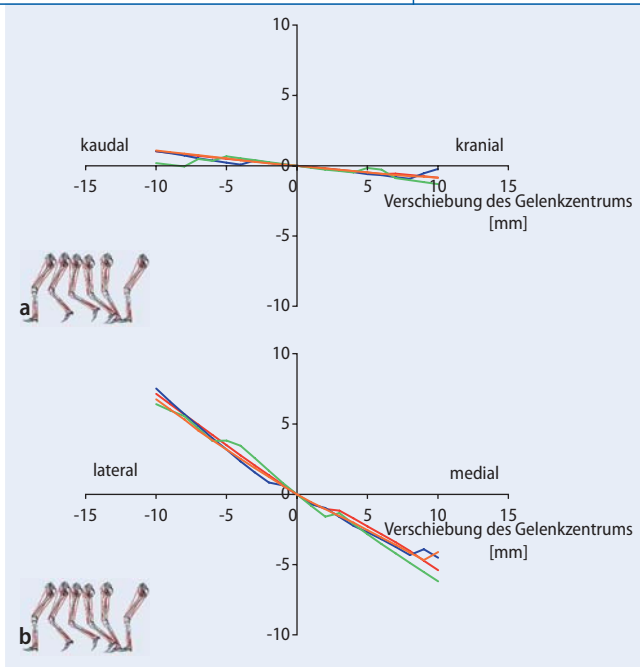 10
5
kaudal
kranial
-15 -10 -5 0 0 5 10 15
Verschiebung des Gelenkzentrums
[mm]
-5
-10
a
10
5
lateral
medial
-15 -10 -5 0 0 5 10 15
Verschiebung des Gelenkzentrums
[mm]
-5
-10
b